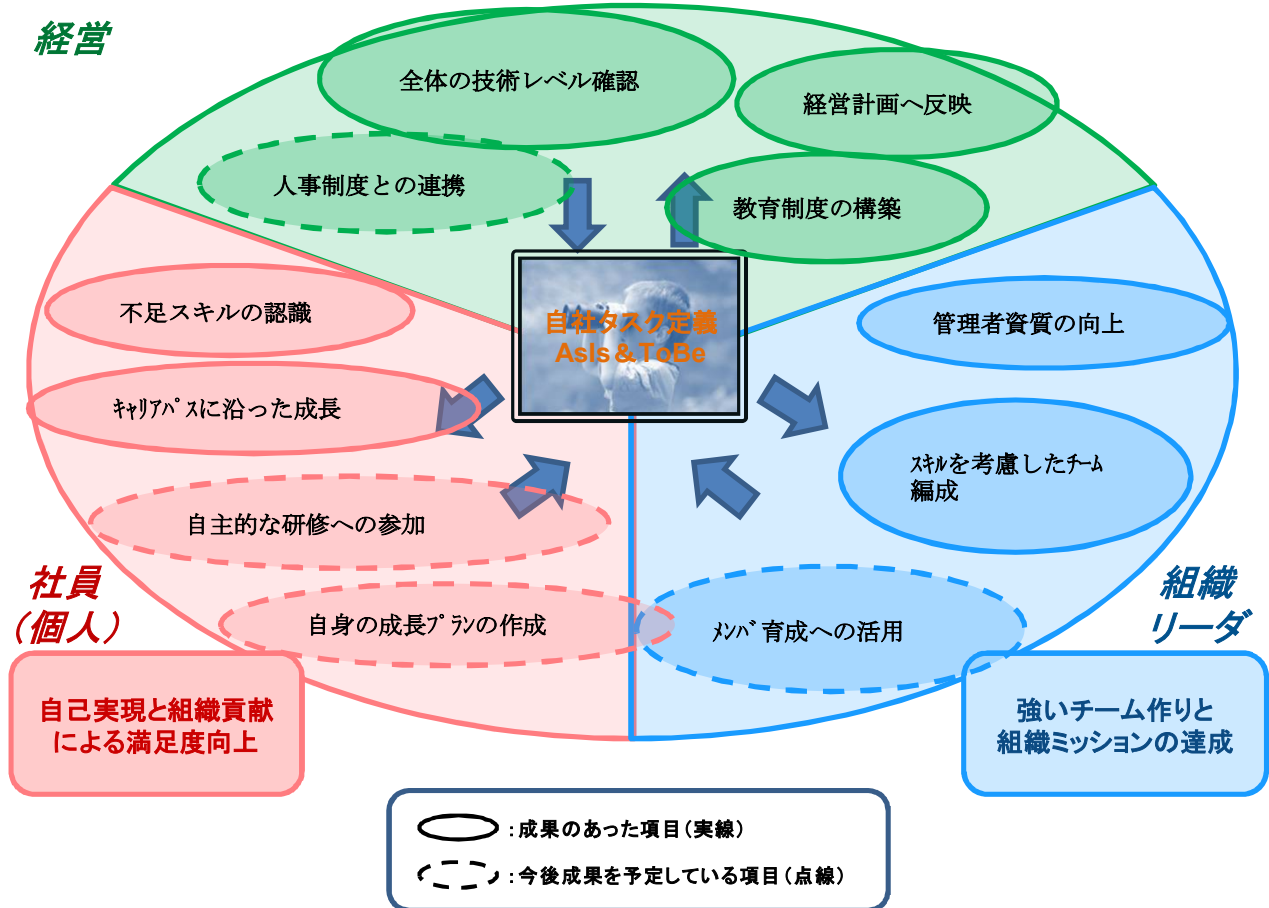 経営
全体の技術レベル確認
経営計画へ反映
人事制度との連携
教育制度の構築
不足スキルの認識
自社タスク定義
AsIs＆ToBe
管理者資質の向上
ｷｬﾘｱﾊﾟｽに沿った成長
ｽｷﾙを考慮したﾁｰﾑ
編成
自主的な研修への参加
自身の成長ﾌﾟﾗﾝの作成
ﾒﾝﾊﾞ育成への活用
社員
（個人）
組織
リーダ
自己実現と組織貢献
による満足度向上
強いチーム作りと
組織ミッションの達成
：成果のあった項目（実線）
：今後成果を予定している項目（点線）